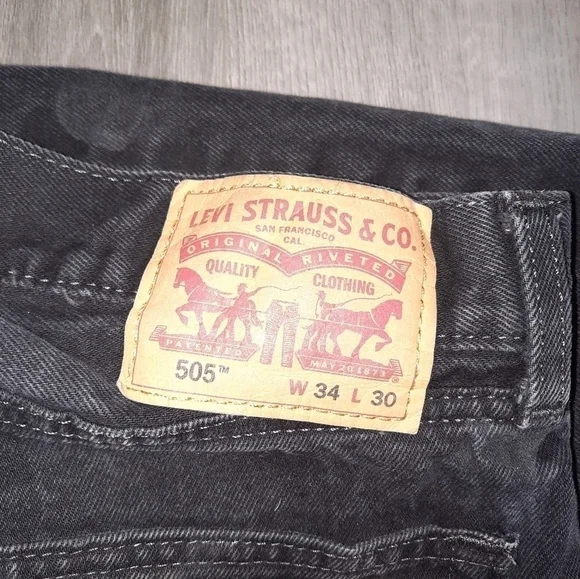 LEVI STRAUSS & CO.
SAN FRANCISCO
CAL.
ORIGINAL RIVETED
QUALITY CLOTHING
PATENTED MAY 20 1873
505™ W 34 L 30